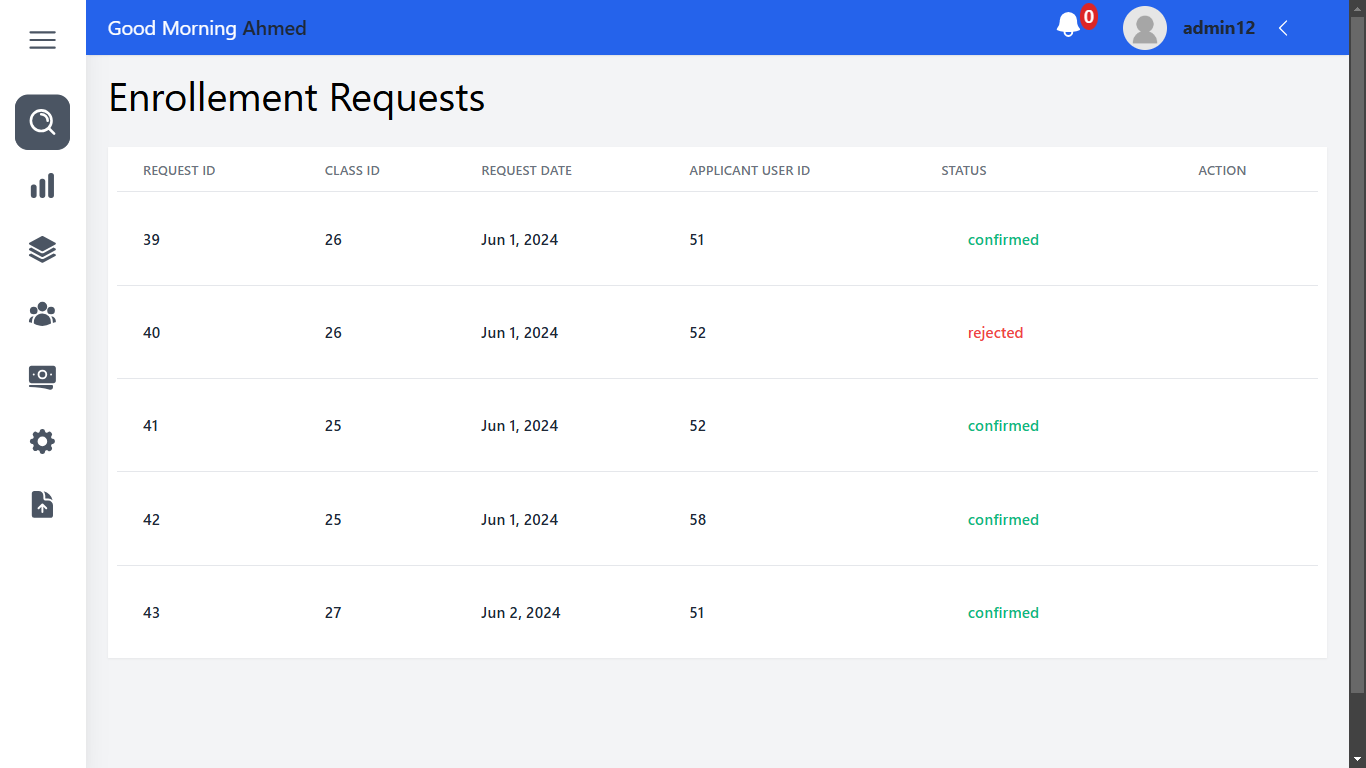 Good Morning Ahmed
0
admin12
Enrollement Requests
REQUEST ID CLASS ID REQUEST DATE APPLICANT USER ID STATUS ACTION
39 26 Jun 1, 2024 51 confirmed
40 26 Jun 1, 2024 52 rejected
41 25 Jun 1, 2024 52 confirmed
42 25 Jun 1, 2024 58 confirmed
43 27 Jun 2, 2024 51 confirmed